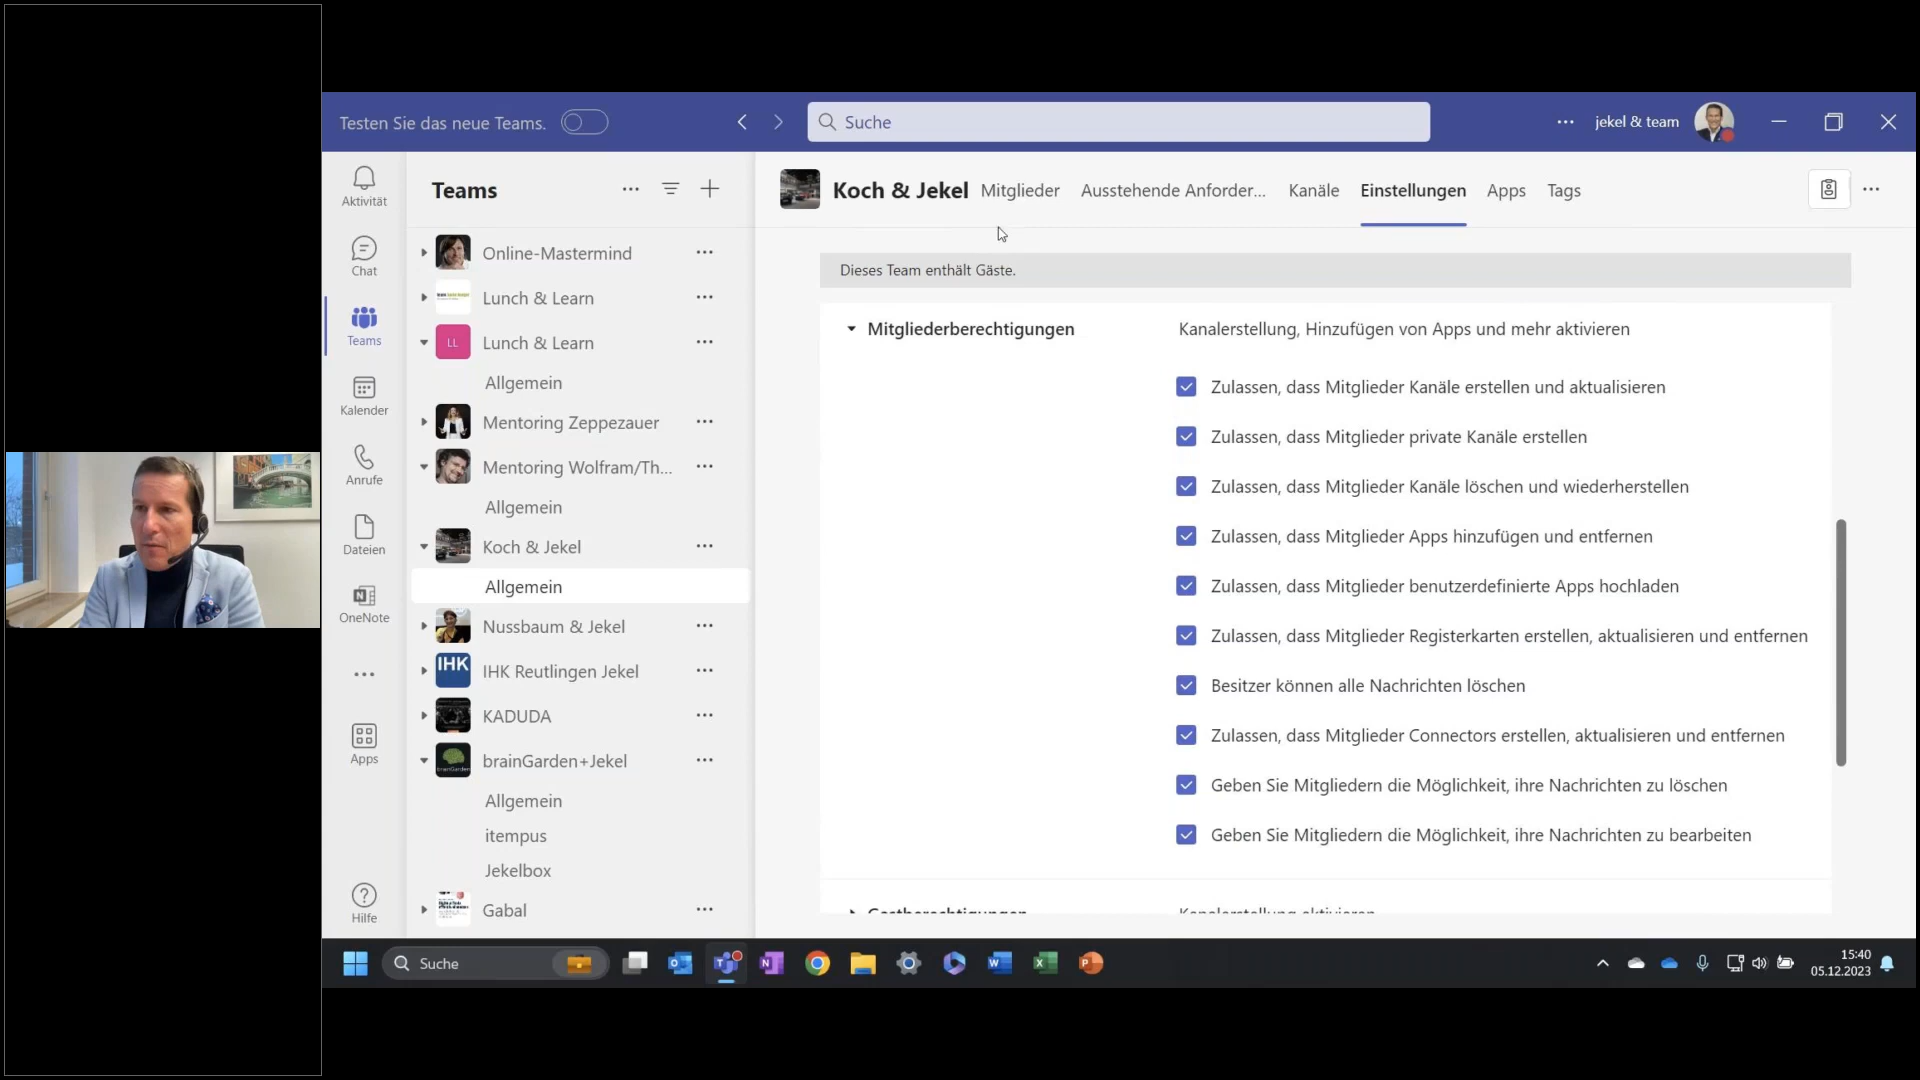 Testen Sie das neue Teams.
Suche
jekel & team
Aktivität
Chat
Teams
Kalender
Anrufe
Dateien
OneNote
Apps
Hilfe
Teams
Online-Mastermind
Lunch & Learn
LL
Lunch & Learn
Allgemein
Mentoring Zeppezauer
Mentoring Wolfram/Th...
Allgemein
Koch & Jekel
Allgemein
Nussbaum & Jekel
IHK
IHK Reutlingen Jekel
KADUDA
brainGarden+Jekel
Allgemein
itempus
Jekelbox
Gabal
Koch & Jekel
Mitglieder
Ausstehende Anforder...
Kanäle
Einstellungen
Apps
Tags
Dieses Team enthält Gäste.
Mitgliederberechtigungen
Kanalerstellung, Hinzufügen von Apps und mehr aktivieren
Zulassen, dass Mitglieder Kanäle erstellen und aktualisieren
Zulassen, dass Mitglieder private Kanäle erstellen
Zulassen, dass Mitglieder Kanäle löschen und wiederherstellen
Zulassen, dass Mitglieder Apps hinzufügen und entfernen
Zulassen, dass Mitglieder benutzerdefinierte Apps hochladen
Zulassen, dass Mitglieder Registerkarten erstellen, aktualisieren und entfernen
Besitzer können alle Nachrichten löschen
Zulassen, dass Mitglieder Connectors erstellen, aktualisieren und entfernen
Geben Sie Mitgliedern die Möglichkeit, ihre Nachrichten zu löschen
Geben Sie Mitgliedern die Möglichkeit, ihre Nachrichten zu bearbeiten
Gastberechtigungen
Kanalerstellung aktivieren
Suche
15:40
05.12.2023